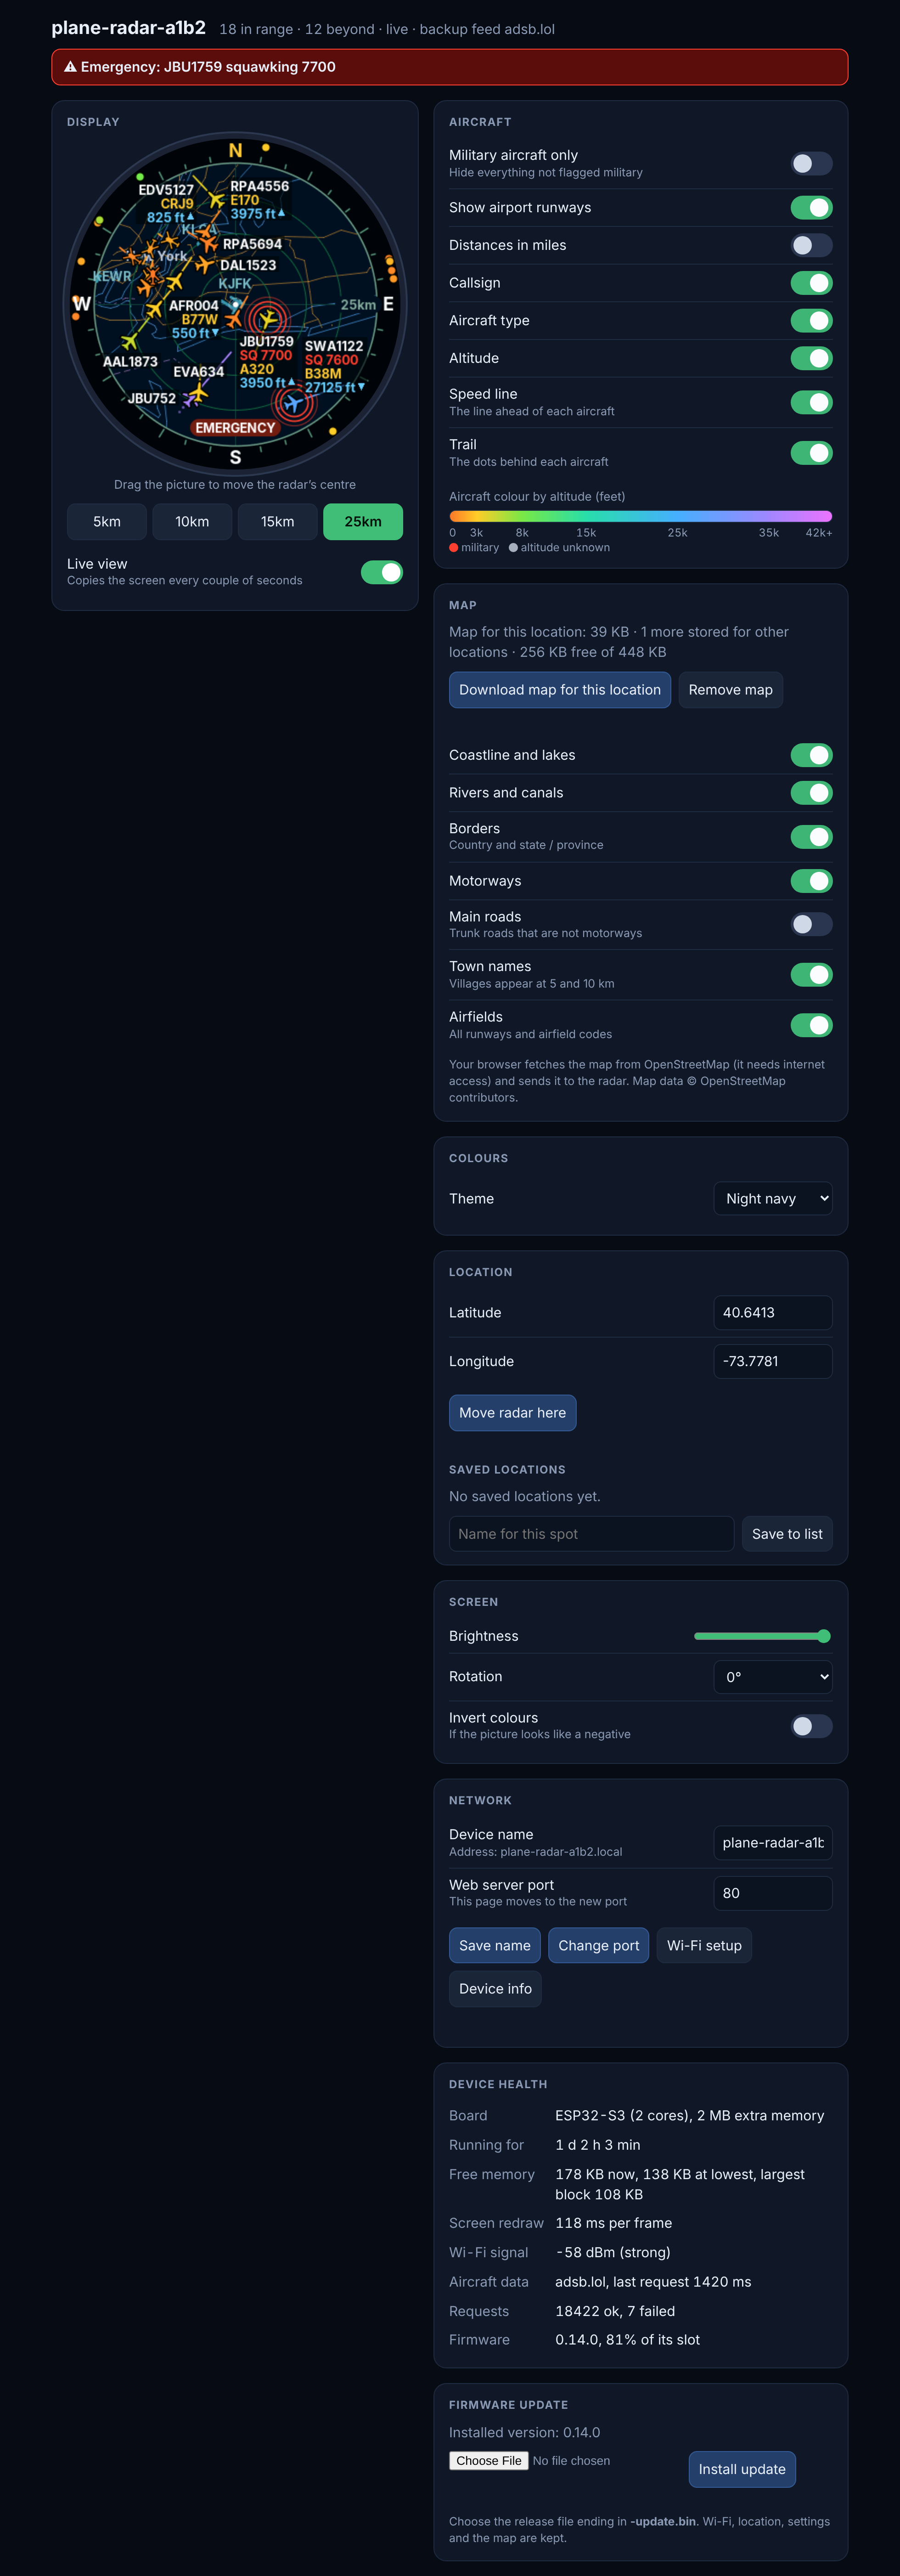 plane-radar-a1b2 18 in range · 12 beyond · live · backup feed adsb.lol
⚠ Emergency: JBU1759 squawking 7700
DISPLAY
N
EDV5127
CRJ9
825 ft▲
RPA4556
E170
3975 ft▲
RPA5694
York
DAL1523
KEWR
KJFK
W
AFR004
B77W
550 ft▼
25km
E
JBU1759
SQ 7700
A320
3950 ft▲
SWA1122
SQ 7600
B38M
27125 ft▼
AAL1873
EVA634
JBU752
EMERGENCY
S
Drag the picture to move the radar's centre
5km 10km 15km 25km
Live view
Copies the screen every couple of seconds
AIRCRAFT
Military aircraft only
Hide everything not flagged military
Show airport runways
Distances in miles
Callsign
Aircraft type
Altitude
Speed line
The line ahead of each aircraft
Trail
The dots behind each aircraft
Aircraft colour by altitude (feet)
0 3k 8k 15k 25k 35k 42k+
military altitude unknown
MAP
Map for this location: 39 KB · 1 more stored for other
locations · 256 KB free of 448 KB
Download map for this location Remove map
Coastline and lakes
Rivers and canals
Borders
Country and state / province
Motorways
Main roads
Trunk roads that are not motorways
Town names
Villages appear at 5 and 10 km
Airfields
All runways and airfield codes
Your browser fetches the map from OpenStreetMap (it needs internet
access) and sends it to the radar. Map data © OpenStreetMap
contributors.
COLOURS
Theme Night navy
LOCATION
Latitude 40.6413
Longitude -73.7781
Move radar here
SAVED LOCATIONS
No saved locations yet.
Name for this spot Save to list
SCREEN
Brightness
Rotation 0°
Invert colours
If the picture looks like a negative
NETWORK
Device name plane-radar-a1b
Address: plane-radar-a1b2.local
Web server port 80
This page moves to the new port
Save name Change port Wi-Fi setup
Device info
DEVICE HEALTH
Board ESP32-S3 (2 cores), 2 MB extra memory
Running for 1 d 2 h 3 min
Free memory 178 KB now, 138 KB at lowest, largest
block 108 KB
Screen redraw 118 ms per frame
Wi-Fi signal -58 dBm (strong)
Aircraft data adsb.lol, last request 1420 ms
Requests 18422 ok, 7 failed
Firmware 0.14.0, 81% of its slot
FIRMWARE UPDATE
Installed version: 0.14.0
Choose File No file chosen Install update
Choose the release file ending in -update.bin. Wi-Fi, location, settings
and the map are kept.